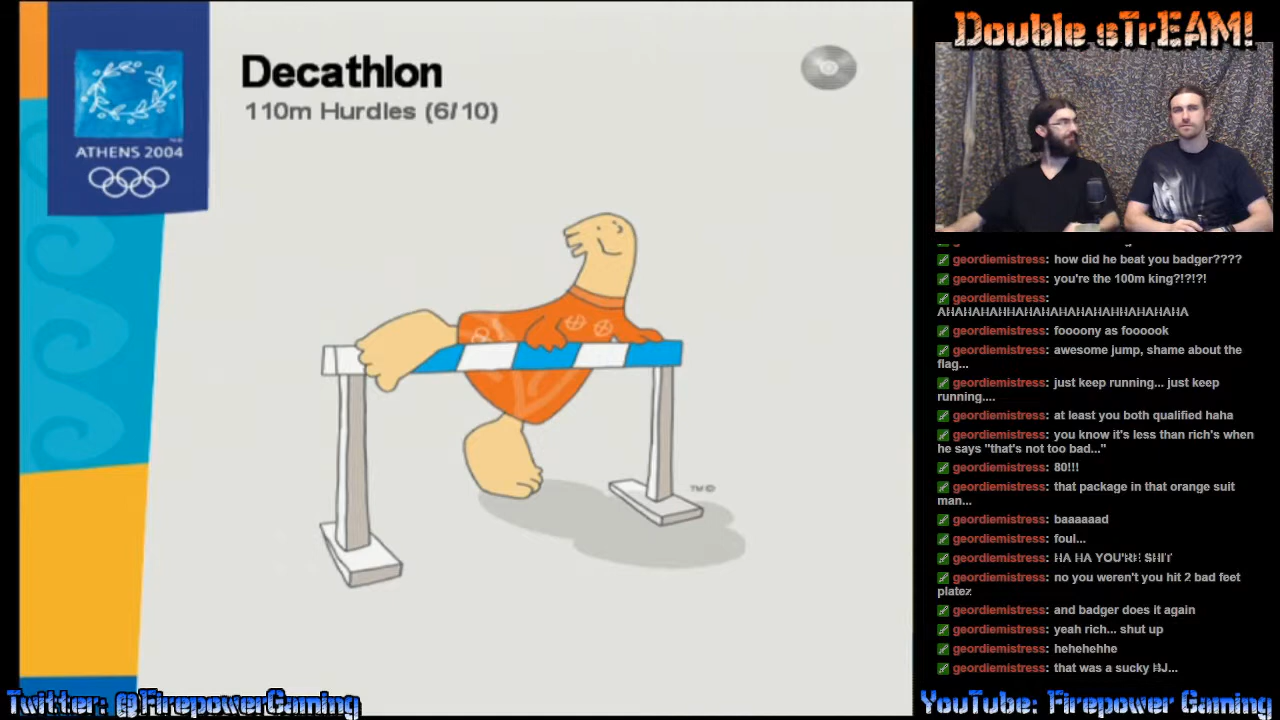 Double sTrEAM!
Decathlon
110m Hurdles (6/10)
ATHENS 2004
TM©
geordiemistress: how did he beat you badger????
geordiemistress: you're the 100m king?!?!?!
geordiemistress:
AHAHAHAHHAHAHAHAHAHAHHAHAHAHA
geordiemistress: foooony as foooook
geordiemistress: awesome jump, shame about the
flag...
geordiemistress: just keep running... just keep
running....
geordiemistress: at least you both qualified haha
geordiemistress: you know it's less than rich's when
he says "that's not too bad..."
geordiemistress: 80!!!
geordiemistress: that package in that orange suit
man...
geordiemistress: baaaaaad
geordiemistress: foul...
geordiemistress: HA HA YOU'RE SHIT
geordiemistress: no you weren't you hit 2 bad feet
platez
geordiemistress: and badger does it again
geordiemistress: yeah rich... shut up
geordiemistress: hehehehhe
geordiemistress: that was a sucky BJ...
Twitter: @FirepowerGaming
YouTube: Firepower Gaming